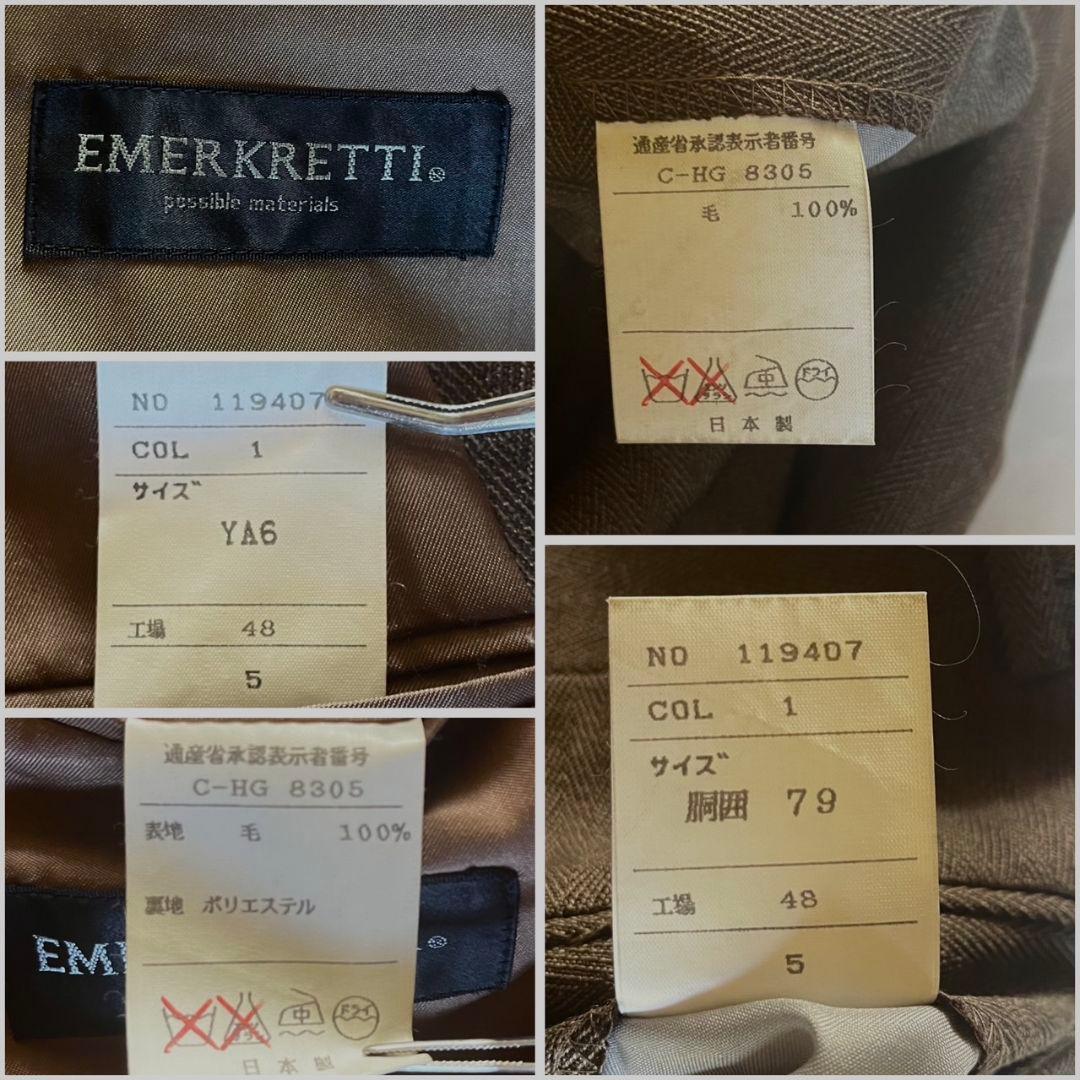 EMERKRETTI®
possible materials
通産省承認表示者番号
C-HG 8305
毛 100%
中
ドライ
日本製
NO 119407
COL 1
サイズ
YA6
工場 48
5
通産省承認表示者番号
C-HG 8305
表地 毛 100%
裏地 ポリエステル
中
ドライ
日本製
EM
NO 119407
COL 1
サイズ
胴囲 79
工場 48
5